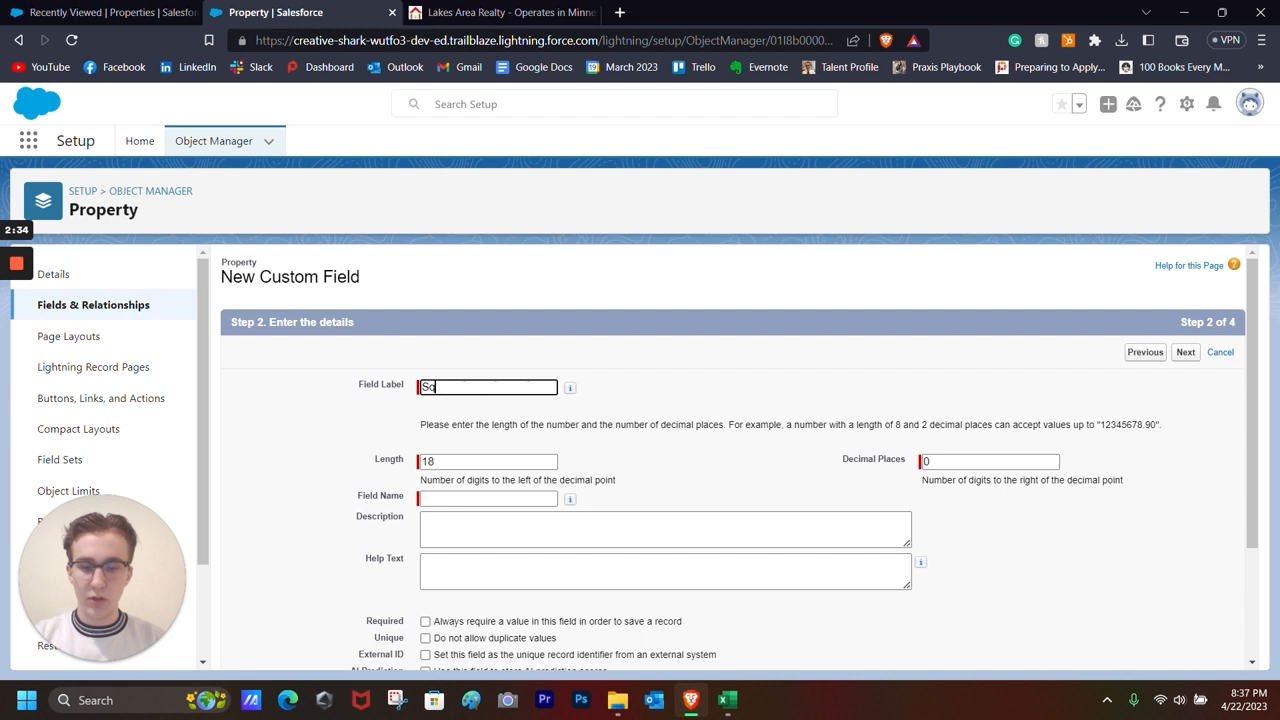 Recently Viewed | Properties | Salesfor
Property | Salesforce
Lakes Area Realty - Operates in Minne
https://creative-shark-wutfo3-dev-ed.trailblaze.lightning.force.com/lightning/setup/ObjectManager/01I8b0000...
VPN
YouTube
Facebook
LinkedIn
Slack
Dashboard
Outlook
Gmail
Google Docs
March 2023
Trello
Evernote
Talent Profile
Praxis Playbook
Preparing to Apply...
100 Books Every M...
Search Setup
Setup
Home
Object Manager
SETUP > OBJECT MANAGER
Property
2:34
Details
Fields & Relationships
Page Layouts
Lightning Record Pages
Buttons, Links, and Actions
Compact Layouts
Field Sets
Object Limits
Property
New Custom Field
Help for this Page
Step 2. Enter the details
Step 2 of 4
Previous
Next
Cancel
Field Label
Sq
Please enter the length of the number and the number of decimal places. For example, a number with a length of 8 and 2 decimal places can accept values up to "12345678.90".
Length
18
Decimal Places
0
Number of digits to the left of the decimal point
Number of digits to the right of the decimal point
Field Name
Description
Help Text
Required
Always require a value in this field in order to save a record
Unique
Do not allow duplicate values
External ID
Set this field as the unique record identifier from an external system
Search
Pr
Ps
8:37 PM
4/22/2023